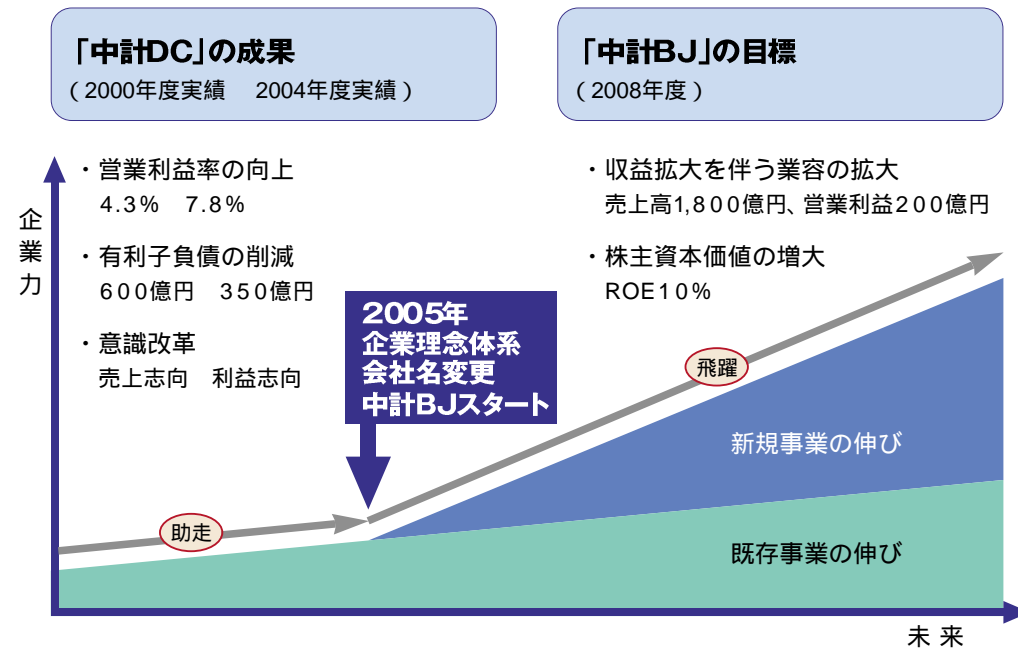 「中計DC」の成果
（2000年度実績　2004年度実績）
・営業利益率の向上
4.3%　7.8%
・有利子負債の削減
600億円　350億円
・意識改革
売上志向　利益志向
「中計BJ」の目標
（2008年度）
・収益拡大を伴う業容の拡大
売上高1,800億円、営業利益200億円
・株主資本価値の増大
ROE10%
企業力
2005年
企業理念体系
会社名変更
中計BJスタート
飛躍
助走
新規事業の伸び
既存事業の伸び
未来